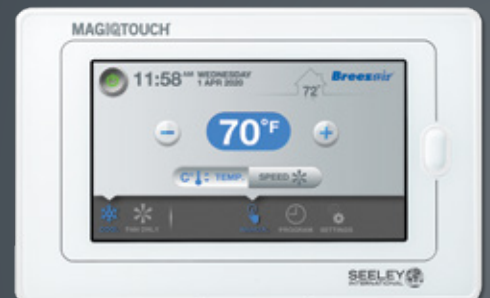 MAGIQTOUCH
11:58 AM WEDNESDAY
1 APR 2020
72°
Breezair
70°F
C° TEMP. SPEED
COOL FAN ONLY MANUAL PROGRAM SETTINGS
SEELEY
INTERNATIONAL